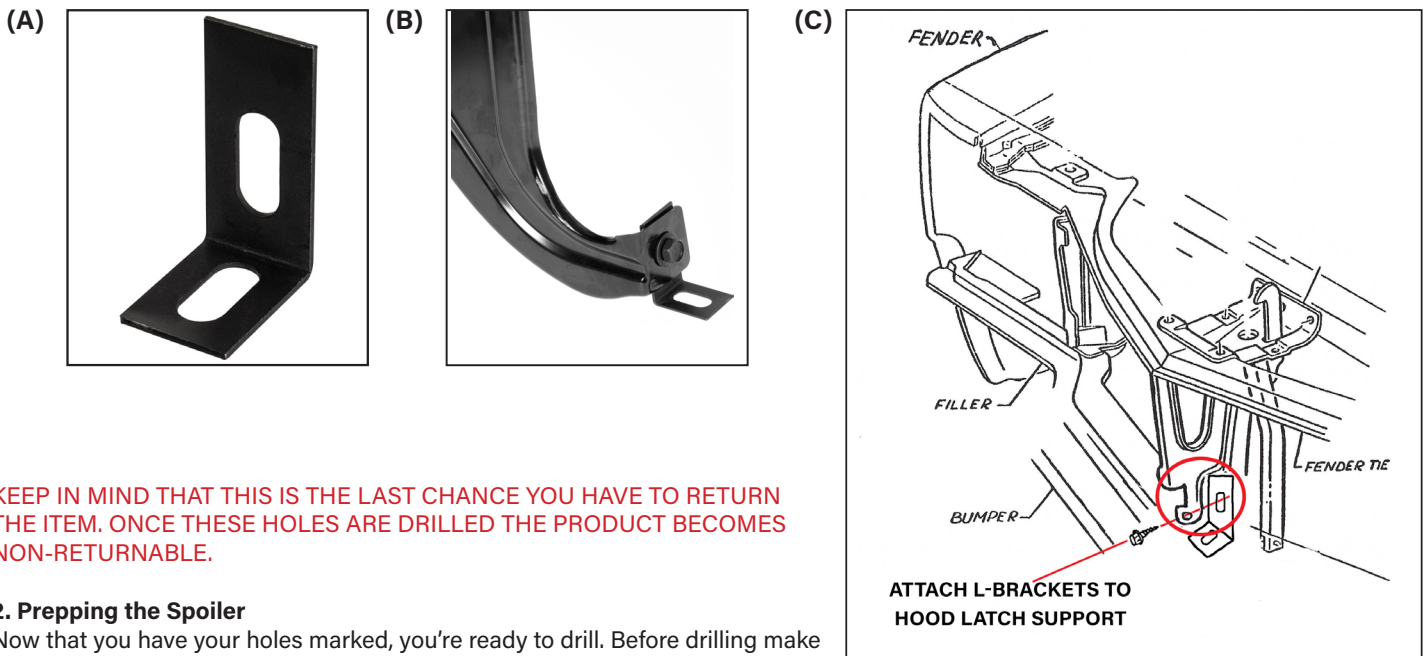 (A)
(B)
(C)
FENDER
FILLER
BUMPER
FENDER TIE
ATTACH L-BRACKETS TO
HOOD LATCH SUPPORT
KEEP IN MIND THAT THIS IS THE LAST CHANCE YOU HAVE TO RETURN
THE ITEM. ONCE THESE HOLES ARE DRILLED THE PRODUCT BECOMES
NON-RETURNABLE.
2. Prepping the Spoiler
Now that you have your holes marked, you're ready to drill. Before drilling make